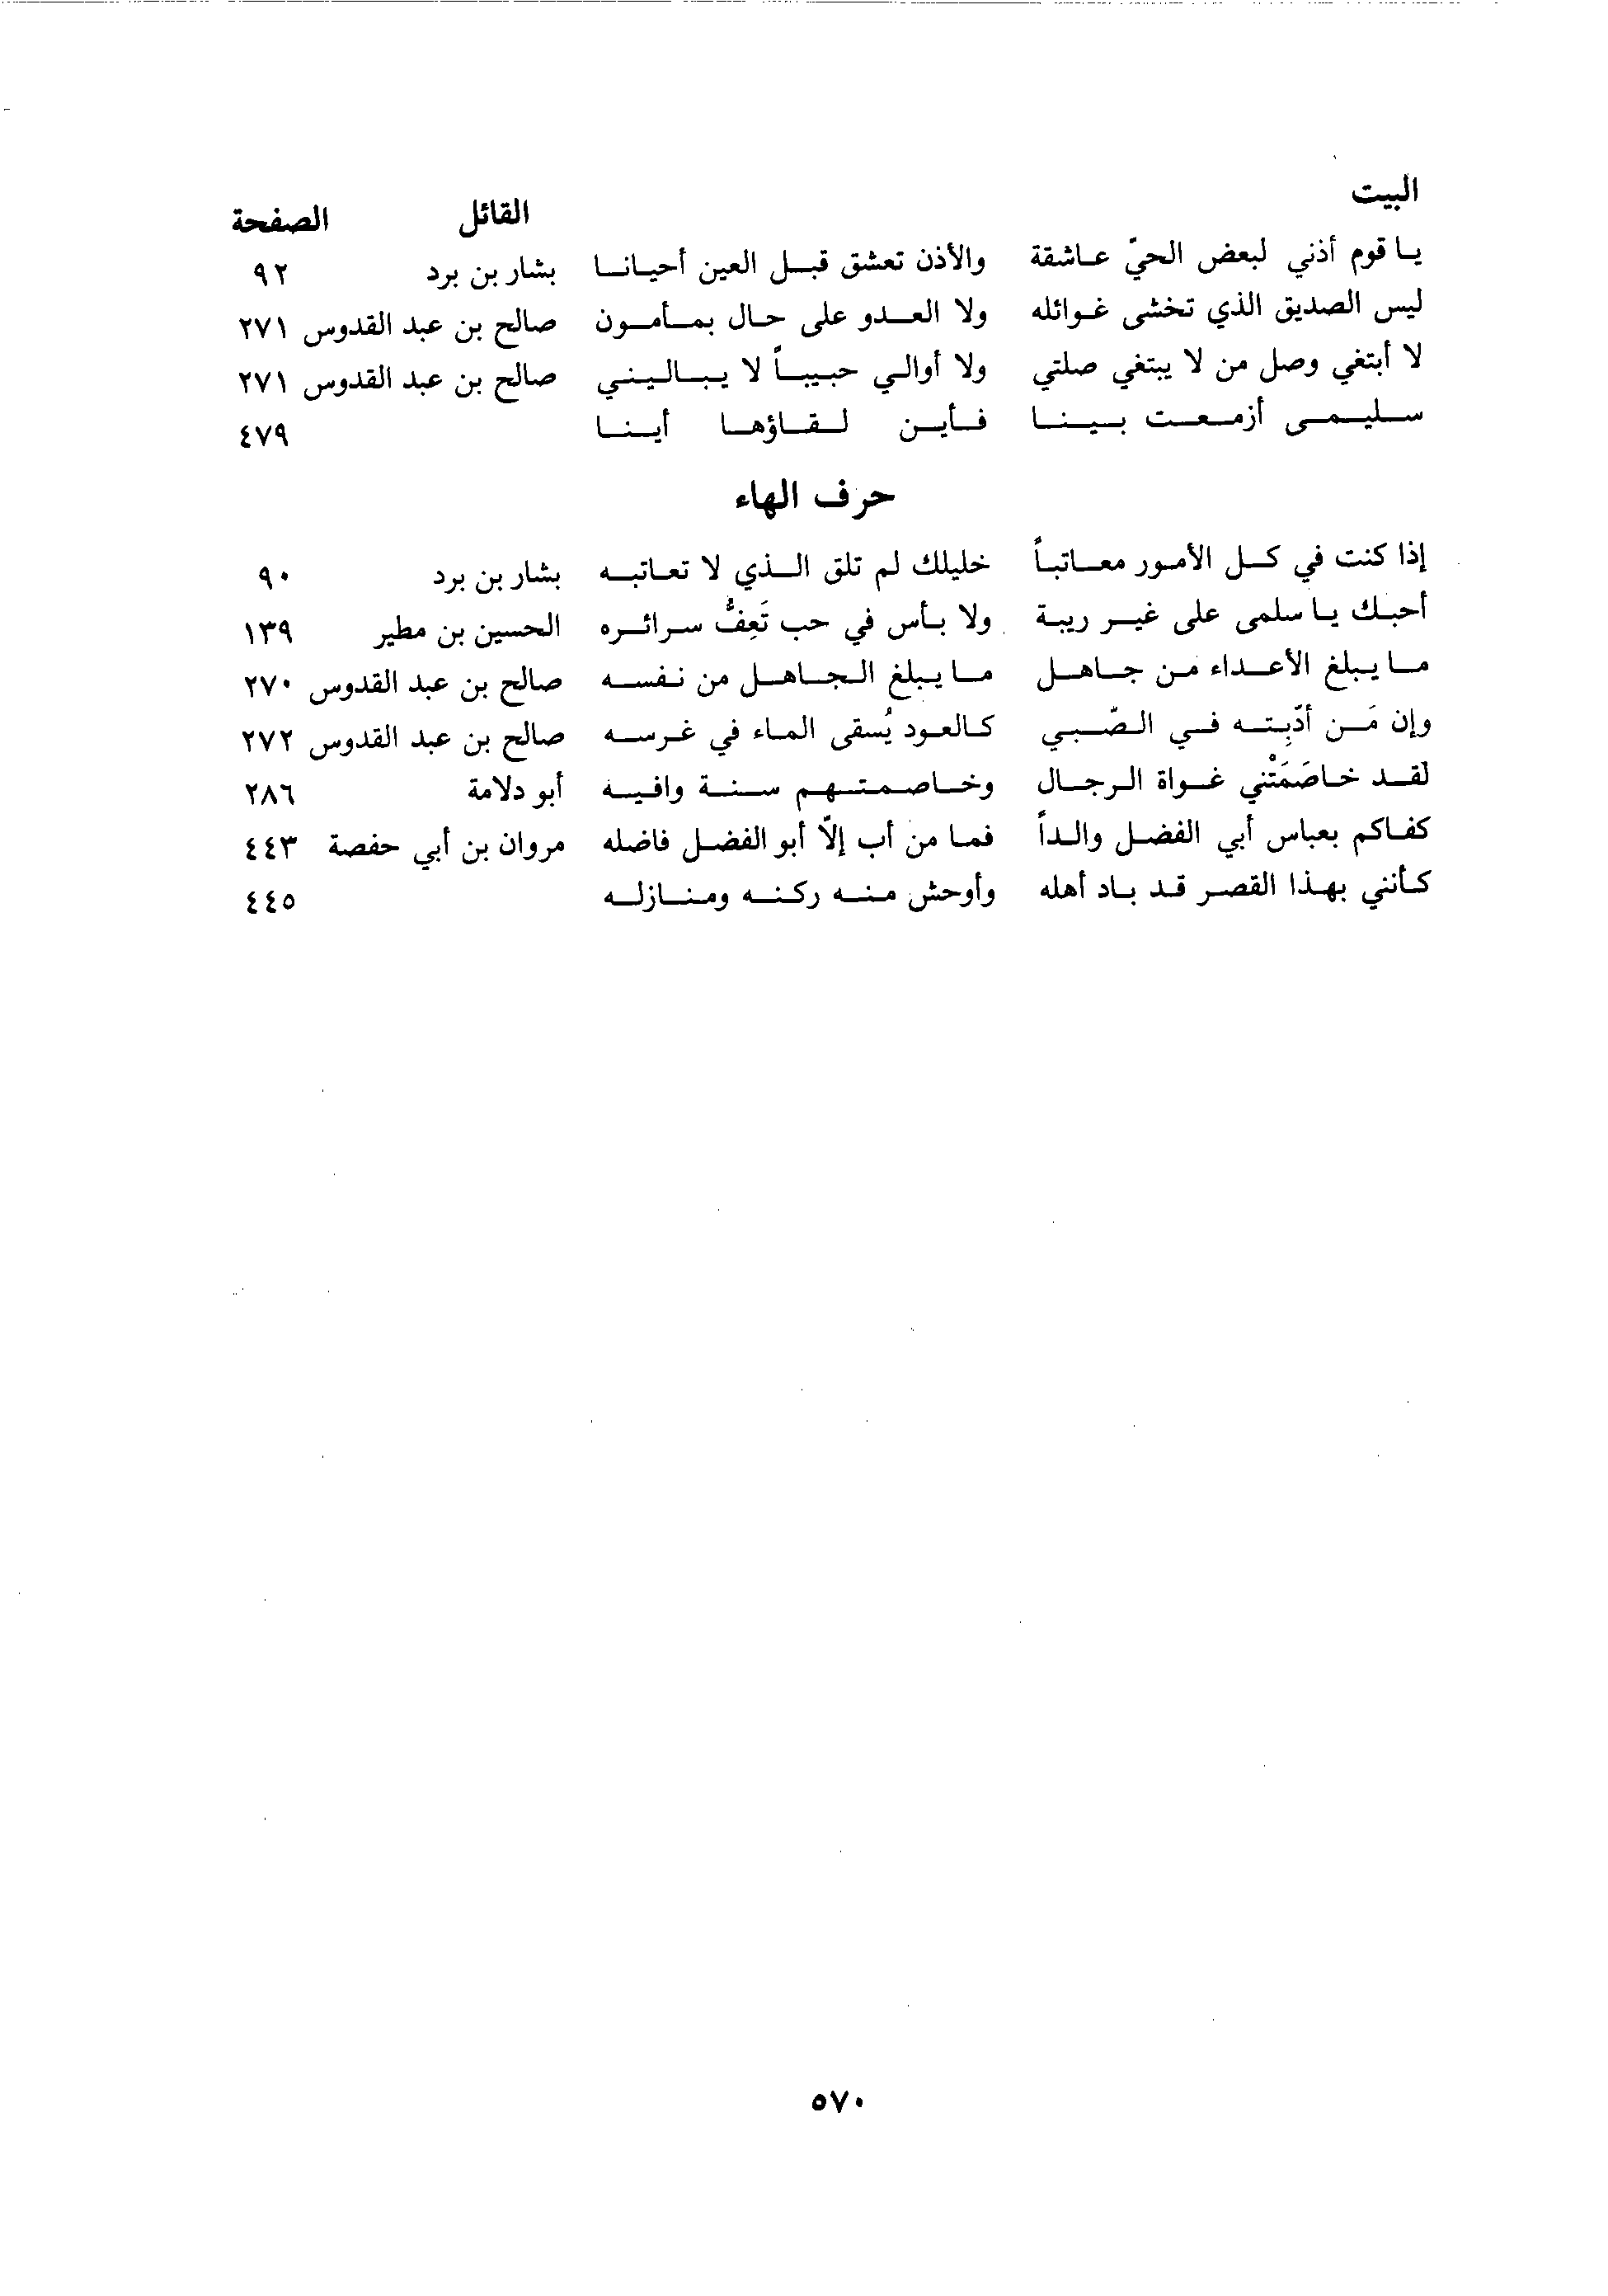 البيت القائل الصفحة
يا قوم أذني لبعض الحيّ عاشقة والأذن تعشق قبل العين أحيانا بشار بن برد ٩٢
ليس الصديق الذي تخشى غوائله ولا العدو على حال بمأمون صالح بن عبد القدوس ٢٧١
لا أبتغي وصل من لا يبتغي صلتي ولا أوالي حبيباً لا يباليني صالح بن عبد القدوس ٢٧١
سليمى أزمعت بينا فأين لقاؤها أينا ٤٧٩
حرف الهاء
إذا كنت في كل الأمور معاتباً خليلك لم تلق الذي لا تعاتبه بشار بن برد ٩٠
أحبك يا سلمى على غير ريبة ولا بأس في حب تَعِفُّ سرائره الحسين بن مطير ١٣٩
ما يبلغ الأعداء من جاهل ما يبلغ الجاهل من نفسه صالح بن عبد القدوس ٢٧٠
وإن مَن أدّبِته في الصّبي كالعود يُسقى الماء في غرسه صالح بن عبد القدوس ٢٧٢
لقد خاصَمَتْني غواة الرجال وخاصمتهم سنة وافيه أبو دلامة ٢٨٦
كفاكم بعباس أبي الفضل والداً فما من أب إلاّ أبو الفضل فاضله مروان بن أبي حفصة ٤٤٣
كأنني بهذا القصر قد باد أهله وأوحش منه ركنه ومنازله ٤٤٥
٥٧٠